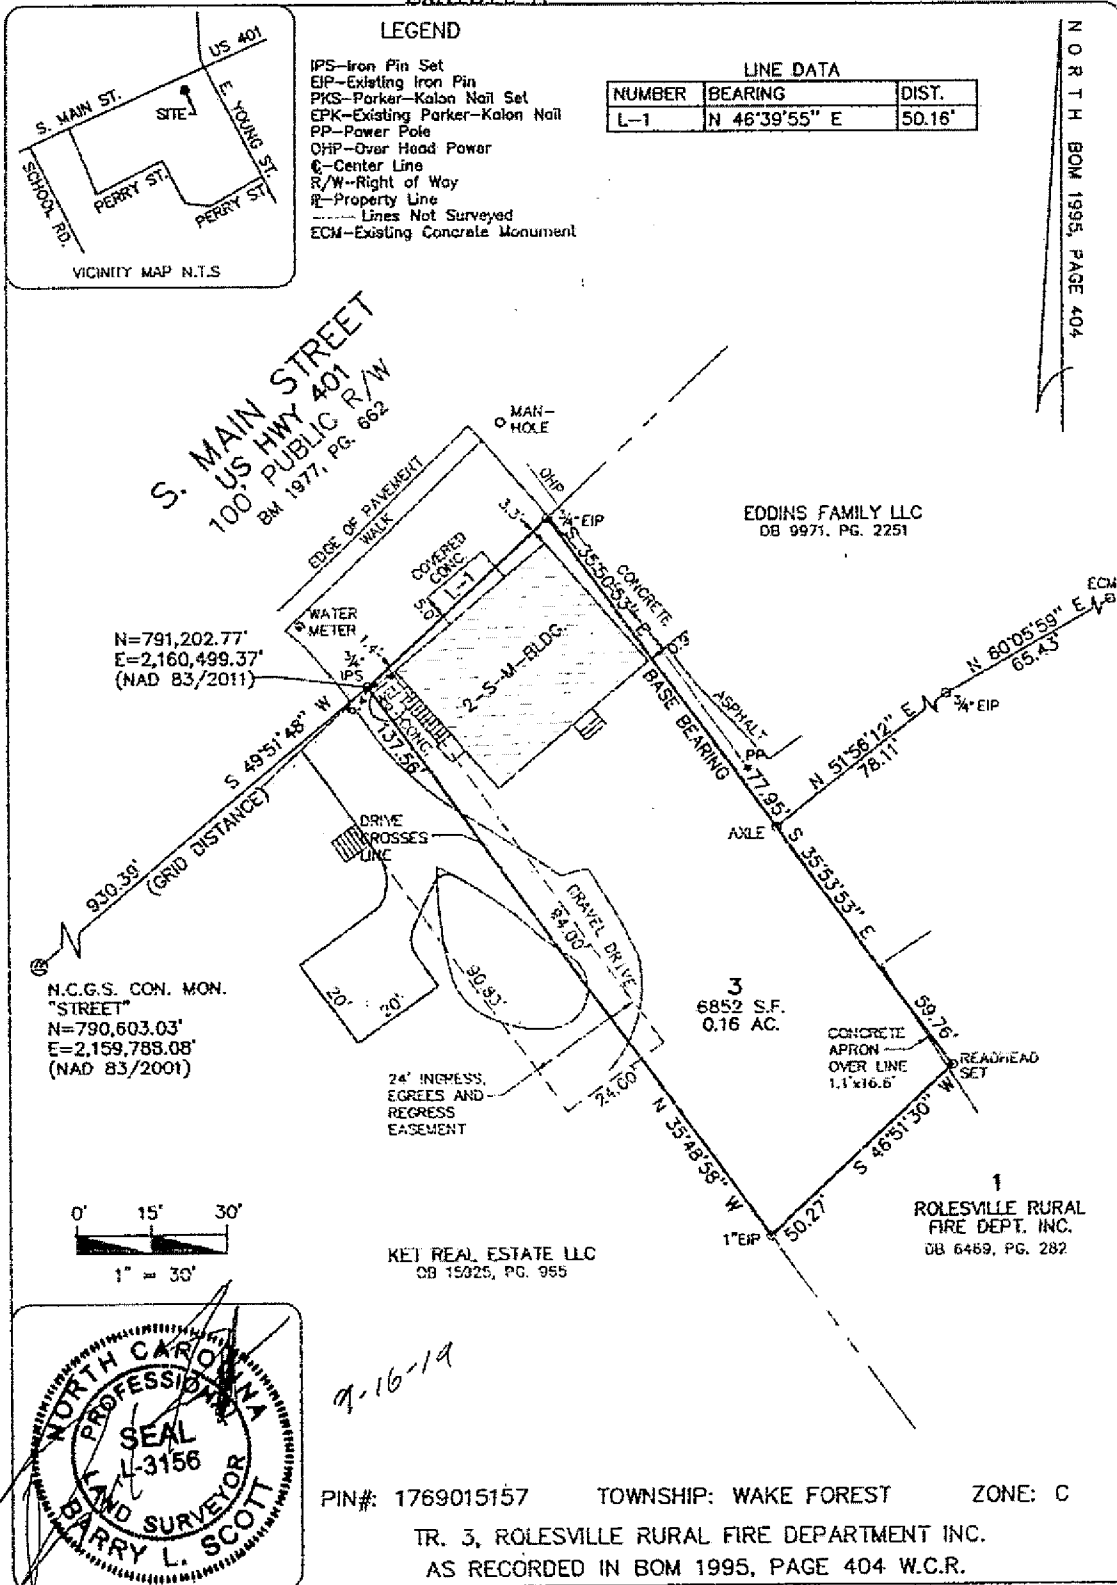 LEGEND
IPS-Iron Pin Set
EIP-Existing Iron Pin
PKS-Parker-Kalon Nail Set
EPK-Existing Parker-Kalon Nail
PP-Power Pole
OHP-Over Head Power
℄-Center Line
R/W-Right of Way
-Property Line
------ Lines Not Surveyed
ECM-Existing Concrete Monument
LINE DATA
NUMBER BEARING DIST.
L-1 N 46°39'55" E 50.16'
NORTH BOM 1995, PAGE 404
US 401
S. MAIN ST.
SITE
E. YOUNG ST.
SCHOOL RD.
PERRY ST.
PERRY ST.
VICINITY MAP N.T.S
S. MAIN STREET
US HWY 401
100' PUBLIC R/W
BM 1977, PG. 662
MAN-
HOLE
OHP
EDGE OF PAVEMENT
WALK
3.3'
3/4" EIP
COVERED
CONC.
L-1
5.0'
EDDINS FAMILY LLC
DB 9971, PG. 2251
S 35°50'53" E
CONCRETE
WATER
METER
1.4'
3/4"
IPS
N=791,202.77'
E=2,160,499.37'
(NAD 83/2011)
2-S-M-BLDG.
CONC.
137.56'
BASE BEARING
ASPHALT
PP
77.95'
AXLE
ECM
N 60°05'59" E
65.43'
3/4" EIP
N 51°56'12" E
78.11'
S 49°51'48" W
930.39'
(GRID DISTANCE)
DRIVE
CROSSES
LINE
GRAVEL DRIVE
84.00'
90.83'
20' 20'
S 35°53'53" E
59.76'
N.C.G.S. CON. MON.
"STREET"
N=790,603.03'
E=2,159,788.08'
(NAD 83/2001)
3
6852 S.F.
0.16 AC.
CONCRETE
APRON
OVER LINE
1.1'x16.6'
READHEAD
SET
24' INGRESS,
EGREES AND
REGRESS
EASEMENT
24.00'
N 35°48'58" W
S 46°51'30" W
50.27'
1" EIP
1
ROLESVILLE RURAL
FIRE DEPT. INC.
DB 6469, PG. 282
0' 15' 30'
1" = 30'
KET REAL ESTATE LLC
DB 15925, PG. 955
NORTH CAROLINA
PROFESSIONAL
SEAL
L-3156
LAND SURVEYOR
BARRY L. SCOTT
9-16-19
PIN#: 1769015157 TOWNSHIP: WAKE FOREST ZONE: C
TR. 3, ROLESVILLE RURAL FIRE DEPARTMENT INC.
AS RECORDED IN BOM 1995, PAGE 404 W.C.R.